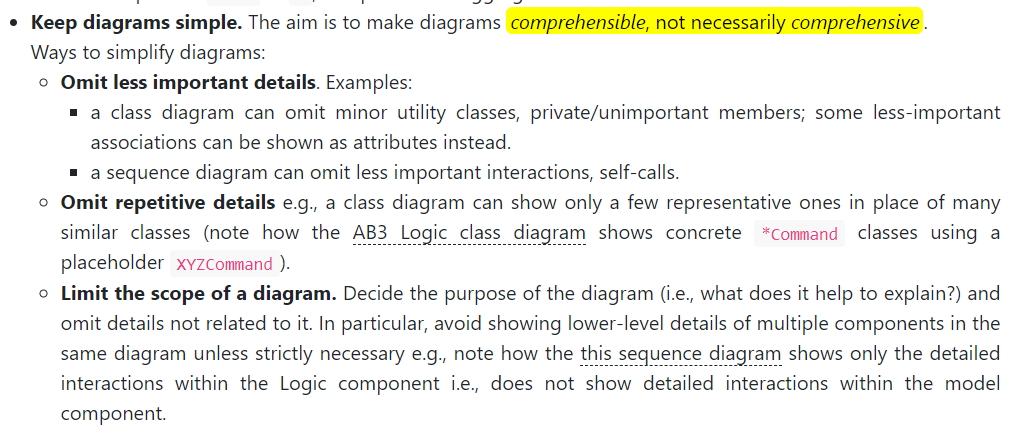 Keep diagrams simple. The aim is to make diagrams comprehensible, not necessarily comprehensive.
Ways to simplify diagrams:
Omit less important details. Examples:
a class diagram can omit minor utility classes, private/unimportant members; some less-important
associations can be shown as attributes instead.
a sequence diagram can omit less important interactions, self-calls.
Omit repetitive details e.g., a class diagram can show only a few representative ones in place of many
similar classes (note how the AB3 Logic class diagram shows concrete *Command classes using a
placeholder XYZCommand ).
Limit the scope of a diagram. Decide the purpose of the diagram (i.e., what does it help to explain?) and
omit details not related to it. In particular, avoid showing lower-level details of multiple components in the
same diagram unless strictly necessary e.g., note how the this sequence diagram shows only the detailed
interactions within the Logic component i.e., does not show detailed interactions within the model
component.